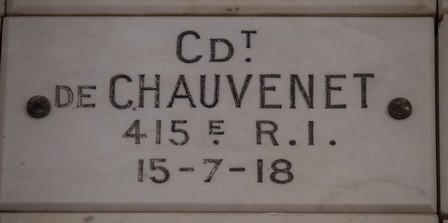 CDT.
DE CHAUVENET
415E R.I.
15-7-18